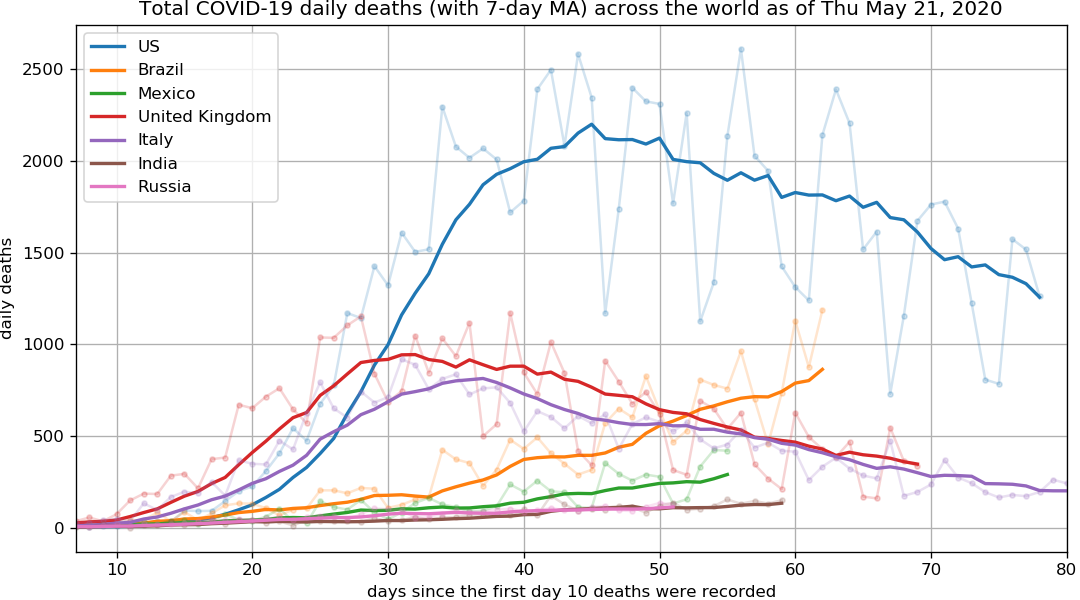 Total COVID-19 daily deaths (with 7-day MA) across the world as of Thu May 21, 2020
US
Brazil
Mexico
United Kingdom
Italy
India
Russia
2500
2000
1500
1000
500
0
daily deaths
10 20 30 40 50 60 70 80
days since the first day 10 deaths were recorded